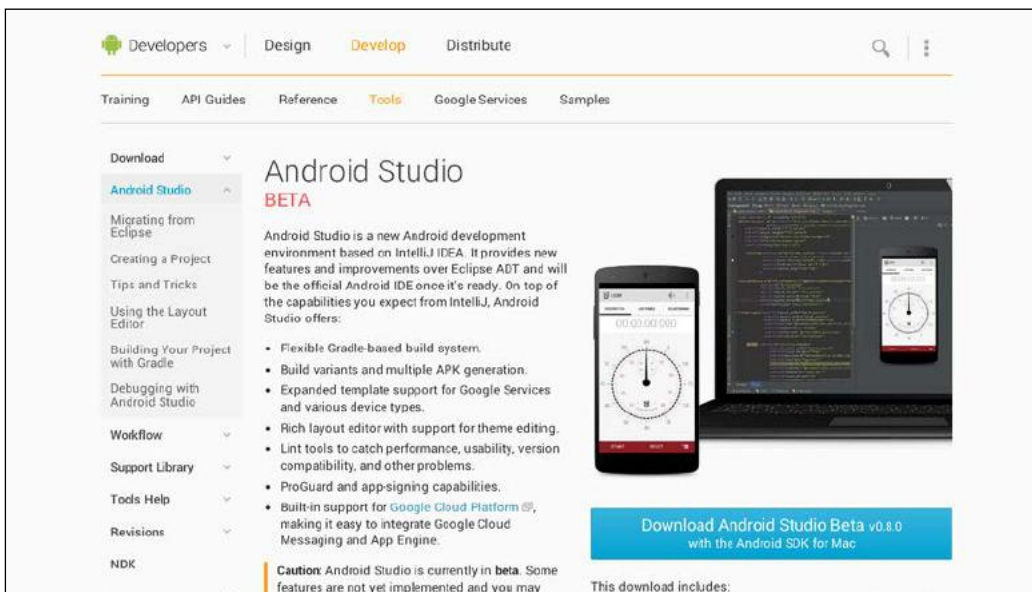 Developers
Design
Develop
Distribute
Training
API Guides
Reference
Tools
Google Services
Samples
Download
Android Studio
Migrating from
Eclipse
Creating a Project
Tips and Tricks
Using the Layout
Editor
Building Your Project
with Gradle
Debugging with
Android Studio
Workflow
Support Library
Tools Help
Revisions
NDK
Android Studio
BETA
Android Studio is a new Android development
environment based on IntelliJ IDEA. It provides new
features and improvements over Eclipse ADT and will
be the official Android IDE once it's ready. On top of
the capabilities you expect from IntelliJ, Android
Studio offers:
• Flexible Gradle-based build system.
• Build variants and multiple APK generation.
• Expanded template support for Google Services
and various device types.
• Rich layout editor with support for theme editing.
• Lint tools to catch performance, usability, version
compatibility, and other problems.
• ProGuard and app-signing capabilities.
• Built-in support for Google Cloud Platform,
making it easy to integrate Google Cloud
Messaging and App Engine.
Caution: Android Studio is currently in beta. Some
features are not yet implemented and you may
00:00:00:000
START
RESET
Download Android Studio Beta v0.8.0
with the Android SDK for Mac
This download includes: